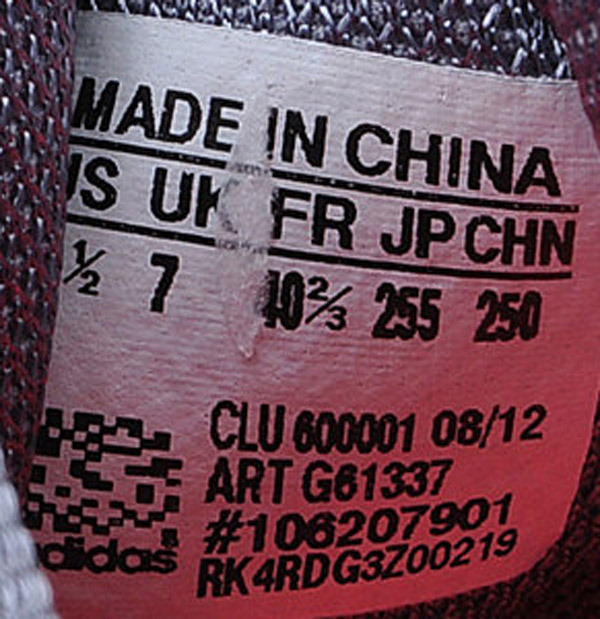 MADE IN CHINA
US UK FR JP CHN
½ 7 40⅔ 255 250
CLU 600001 08/12
ART G61337
#106207901
RK4RDG3Z00219
adidas